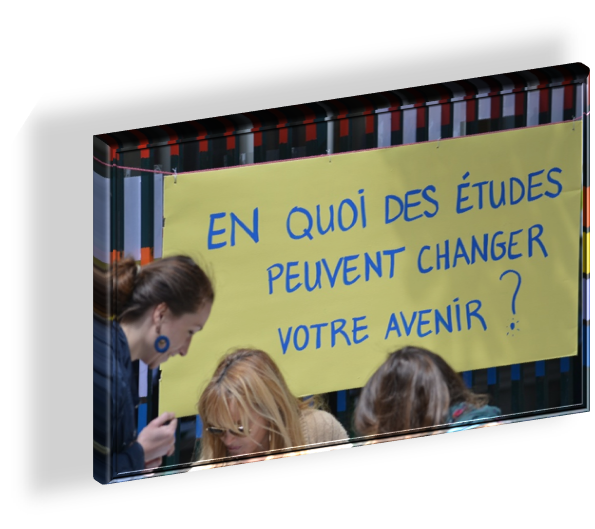 EN QUOI DES ÉTUDES
PEUVENT CHANGER
VOTRE AVENIR ?